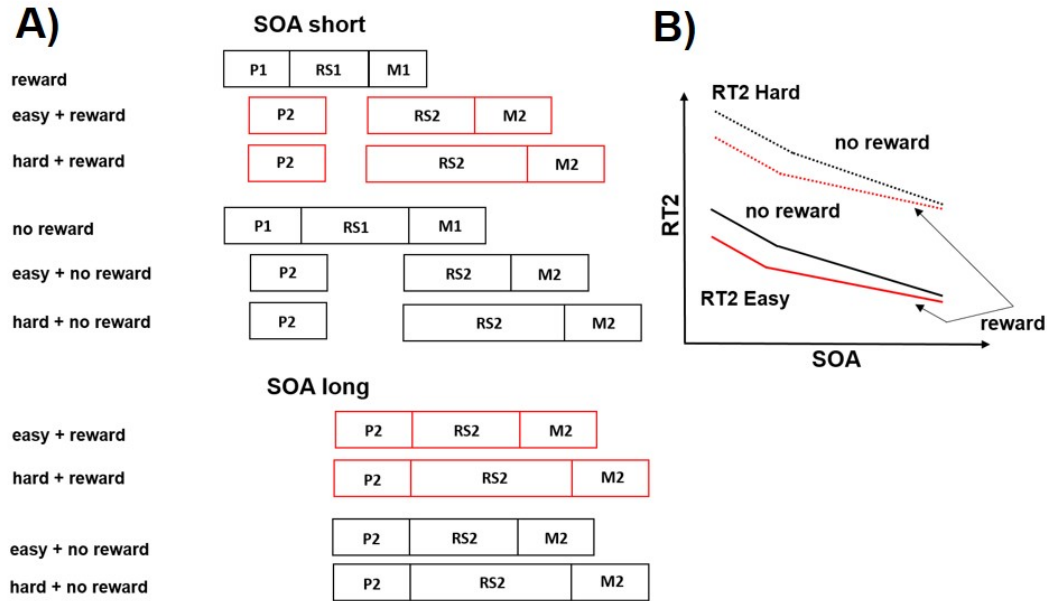 A)
SOA short
reward
P1 RS1 M1
easy + reward
P2 RS2 M2
hard + reward
P2 RS2 M2
no reward
P1 RS1 M1
easy + no reward
P2 RS2 M2
hard + no reward
P2 RS2 M2
SOA long
easy + reward
P2 RS2 M2
hard + reward
P2 RS2 M2
easy + no reward
P2 RS2 M2
hard + no reward
P2 RS2 M2
B)
RT2 Hard
no reward
no reward
RT2
RT2 Easy
reward
SOA